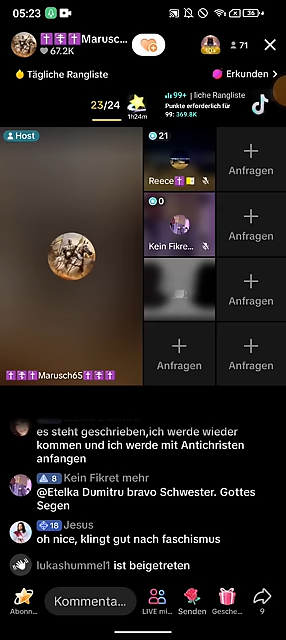 05:23
36
✝️✝️✝️Marusc...
67.2K
71
Tägliche Rangliste
Erkunden >
23/24
1h24m
99+ | liche Rangliste
Punkte erforderlich für
99: 369.8K
Host
21
Reece✝️
Anfragen
0
Kein Fikre...
Anfragen
Anfragen
Anfragen
Anfragen
✝️✝️✝️Marusch65✝️✝️✝️
es steht geschrieben,ich werde wieder
kommen und ich werde mit Antichristen
anfangen
8 Kein Fikret mehr
@Etelka Dumitru bravo Schwester. Gottes
Segen
18 Jesus
oh nice, klingt gut nach faschismus
lukashummel1 ist beigetreten
Kommenta...
Abonn...
LIVE mi...
Senden
Gesche...
9